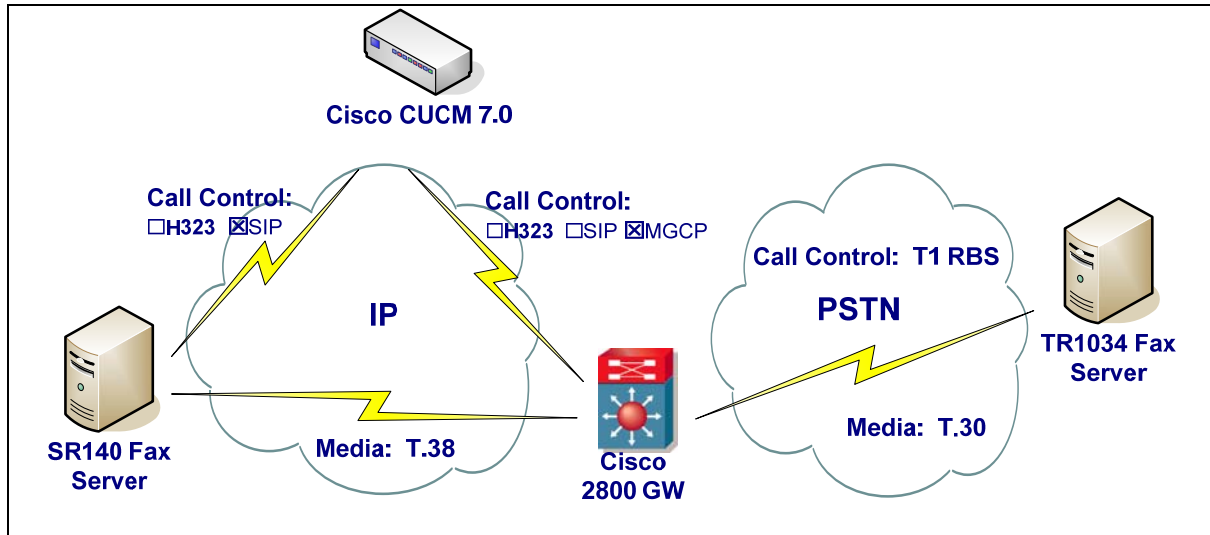 Cisco CUCM 7.0
Call Control:
☐H323 ☒SIP
Call Control:
☐H323 ☐SIP ☒MGCP
Call Control: T1 RBS
IP
PSTN
TR1034 Fax
Server
SR140 Fax
Server
Media: T.38
Cisco
2800 GW
Media: T.30